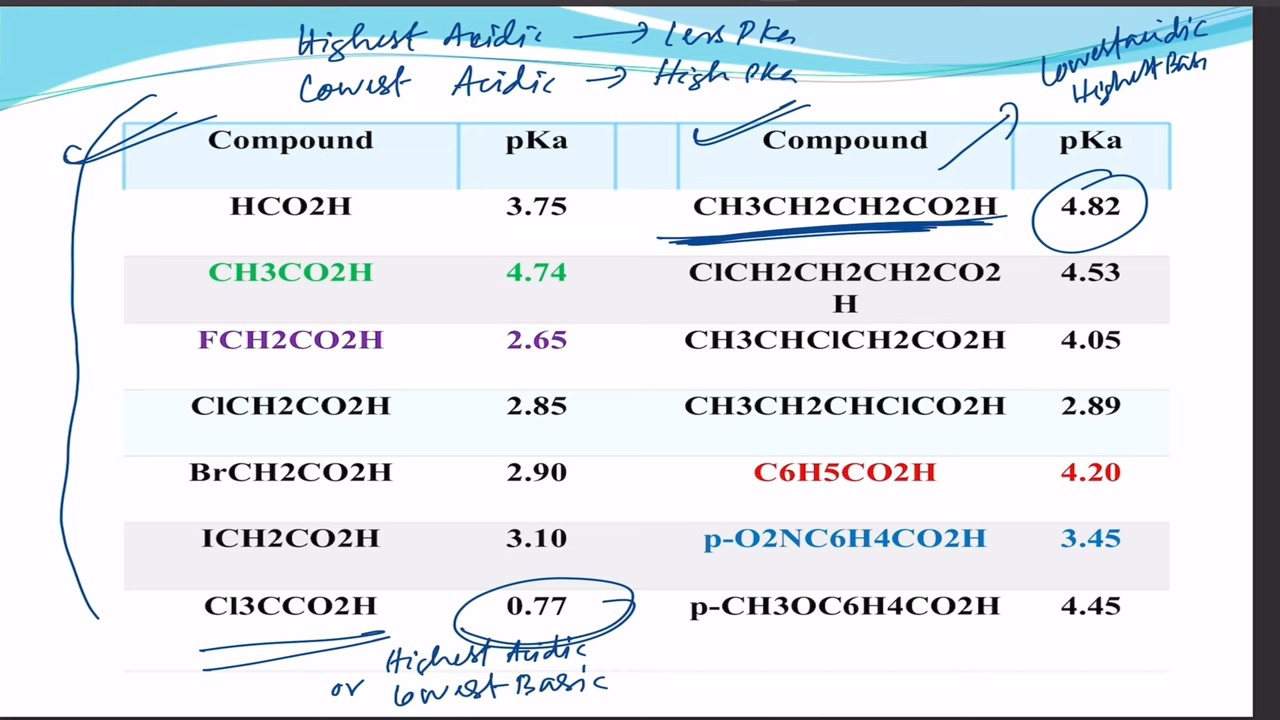 Highest Acidic → Less PKa
Lowest Acidic → High PKa
Lowest acidic
Highest Basi
Compound pKa Compound pKa
HCO2H 3.75 CH3CH2CH2CO2H 4.82
CH3CO2H 4.74 ClCH2CH2CH2CO2
H 4.53
FCH2CO2H 2.65 CH3CHClCH2CO2H 4.05
ClCH2CO2H 2.85 CH3CH2CHClCO2H 2.89
BrCH2CO2H 2.90 C6H5CO2H 4.20
ICH2CO2H 3.10 p-O2NC6H4CO2H 3.45
Cl3CCO2H 0.77 p-CH3OC6H4CO2H 4.45
Highest Acidic
or Lowest Basic